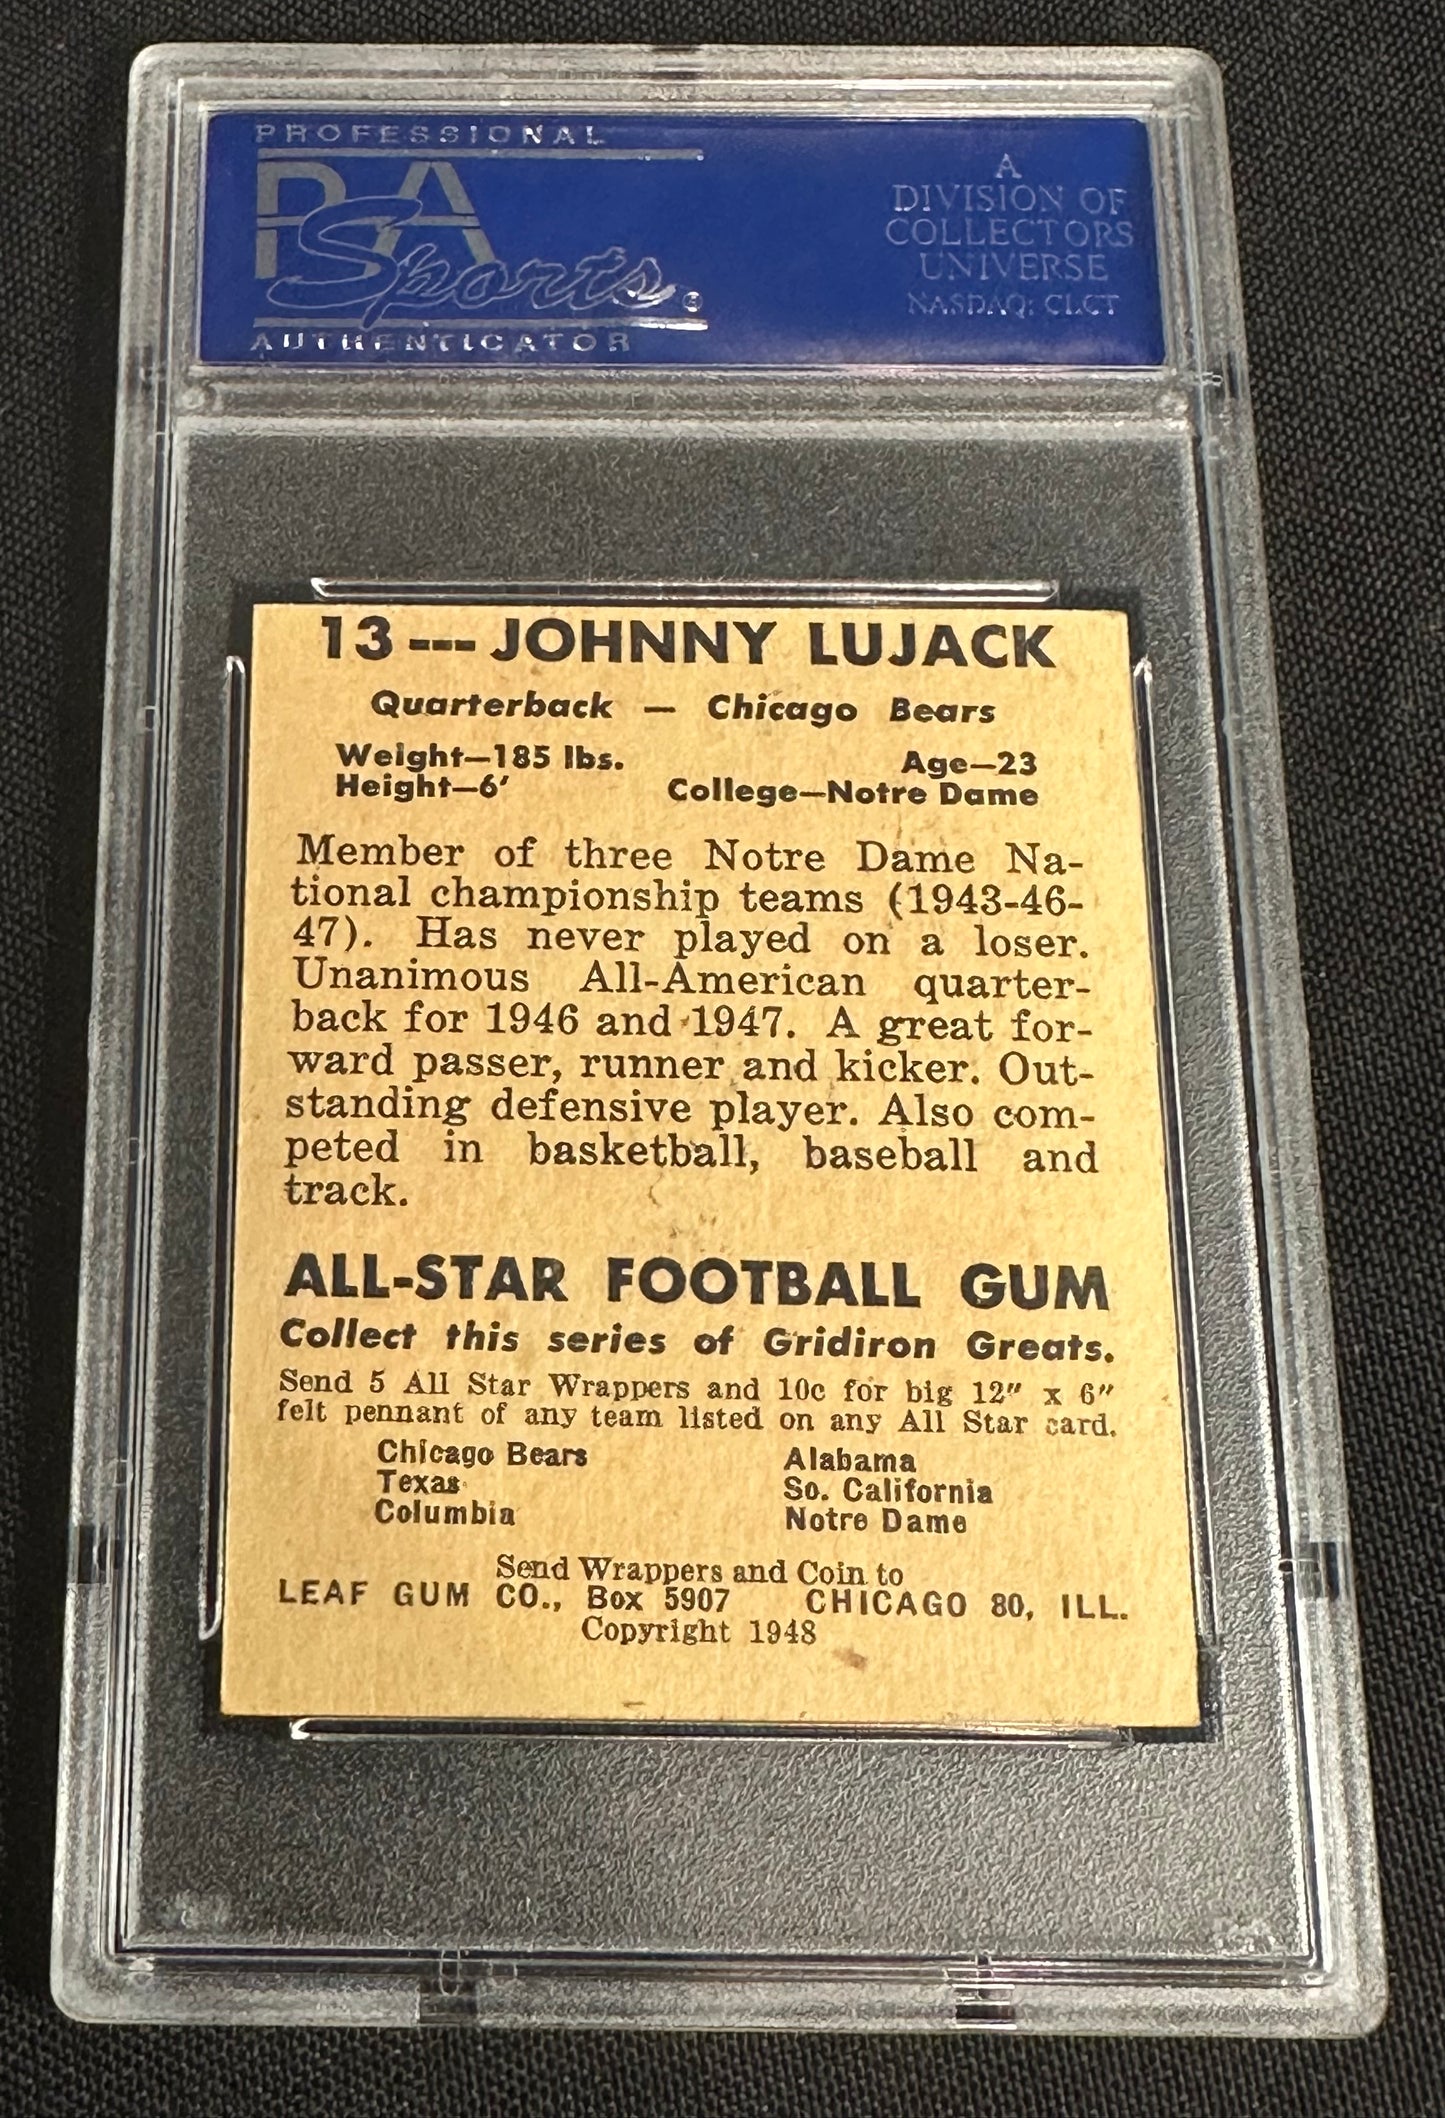 PROFESSIONAL
PSA
Sports®
AUTHENTICATOR
A
DIVISION OF
COLLECTORS
UNIVERSE
NASDAQ: CLCT
13---JOHNNY LUJACK
Quarterback — Chicago Bears
Weight—185 lbs. Age—23
Height—6' College—Notre Dame
Member of three Notre Dame Na-
tional championship teams (1943-46-
47). Has never played on a loser.
Unanimous All-American quarter-
back for 1946 and 1947. A great for-
ward passer, runner and kicker. Out-
standing defensive player. Also com-
peted in basketball, baseball and
track.
ALL-STAR FOOTBALL GUM
Collect this series of Gridiron Greats.
Send 5 All Star Wrappers and 10c for big 12" x 6"
felt pennant of any team listed on any All Star card.
Chicago Bears Alabama
Texas So. California
Columbia Notre Dame
Send Wrappers and Coin to
LEAF GUM CO., Box 5907 CHICAGO 80, ILL.
Copyright 1948